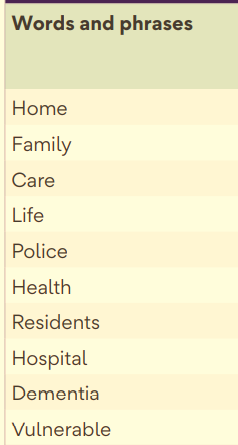 Words and phrases
Home
Family
Care
Life
Police
Health
Residents
Hospital
Dementia
Vulnerable